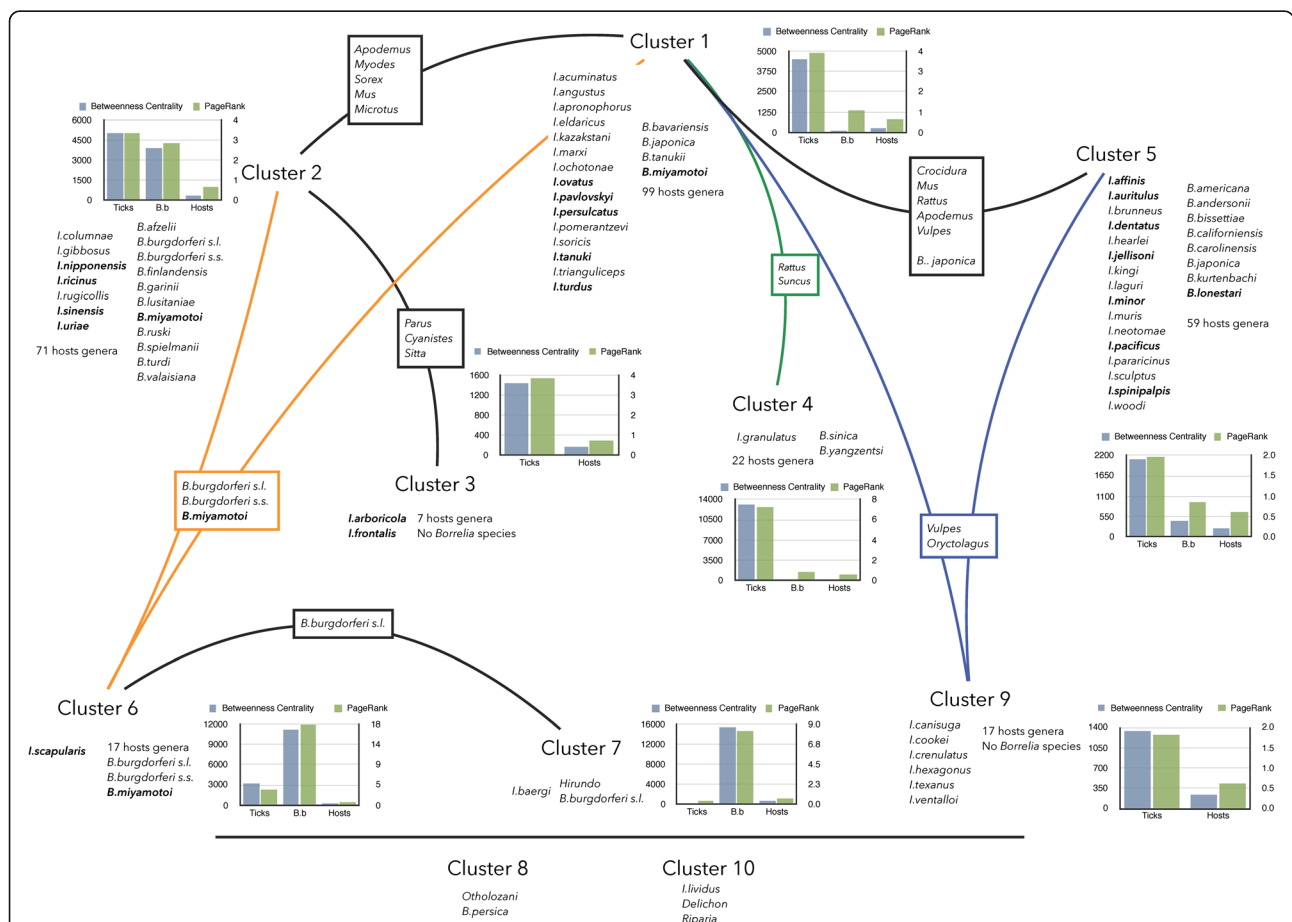 Cluster 1
Betweenness Centrality PageRank
5000
3750
2500
1250
0
4
3
2
1
0
Ticks B.b Hosts
I.acuminatus
I.angustus
I.apronophorus
I.eldaricus
I.kazakstani
I.marxi
I.ochotonae
I.ovatus
I.pavlovskyi
I.persulcatus
I.pomerantzevi
I.soricis
I.tanuki
I.trianguliceps
I.turdus
B.bavariensis
B.japonica
B.tanukii
B.miyamotoi
99 hosts genera
Apodemus
Myodes
Sorex
Mus
Microtus
Betweenness Centrality PageRank
6000
4500
3000
1500
0
4
3
2
1
0
Ticks B.b Hosts
Cluster 2
I.columnae
I.gibbosus
I.nipponensis
I.ricinus
I.rugicollis
I.sinensis
I.uriae
71 hosts genera
B.afzelii
B.burgdorferi s.l.
B.burgdorferi s.s.
B.finlandensis
B.garinii
B.lusitaniae
B.miyamotoi
B.ruski
B.spielmanii
B.turdi
B.valaisiana
Crocidura
Mus
Rattus
Apodemus
Vulpes
B.. japonica
Cluster 5
I.affinis
I.auritulus
I.brunneus
I.dentatus
I.hearlei
I.jellisoni
I.kingi
I.laguri
I.minor
I.muris
I.neotomae
I.pacificus
I.pararicinus
I.sculptus
I.spinipalpis
I.woodi
B.americana
B.andersonii
B.bissettiae
B.californiensis
B.carolinensis
B.japonica
B.kurtenbachi
B.lonestari
59 hosts genera
Betweenness Centrality PageRank
2200
1650
1100
550
0
2.0
1.5
1.0
0.5
0.0
Ticks B.b Hosts
Rattus
Suncus
Parus
Cyanistes
Sitta
Betweenness Centrality PageRank
1600
1200
800
400
0
4
3
2
1
0
Ticks Hosts
Cluster 3
I.arboricola
I.frontalis
7 hosts genera
No Borrelia species
Cluster 4
I.granulatus
22 hosts genera
B.sinica
B.yangzentsi
Betweenness Centrality PageRank
14000
10500
7000
3500
0
8
6
4
2
0
Ticks B.b Hosts
B.burgdorferi s.l.
B.burgdorferi s.s.
B.miyamotoi
Vulpes
Oryctolagus
B.burgdorferi s.l.
Cluster 6
I.scapularis
17 hosts genera
B.burgdorferi s.l.
B.burgdorferi s.s.
B.miyamotoi
Betweenness Centrality PageRank
12000
9000
6000
3000
0
18
14
9
5
0
Ticks B.b Hosts
Cluster 7
I.baergi
Hirundo
B.burgdorferi s.l.
Betweenness Centrality PageRank
16000
12000
8000
4000
0
9.0
6.8
4.5
2.3
0.0
Ticks B.b Hosts
Cluster 9
I.canisuga
I.cookei
I.crenulatus
I.hexagonus
I.texanus
I.ventalloi
17 hosts genera
No Borrelia species
Betweenness Centrality PageRank
1400
1050
700
350
0
2.0
1.5
1.0
0.5
0.0
Ticks Hosts
Cluster 8
Otholozani
B.persica
Cluster 10
I.lividus
Delichon
Riparia